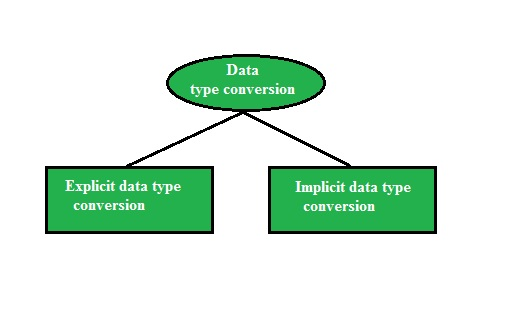 Data
type conversion
Explicit data type
conversion
Implicit data type
conversion